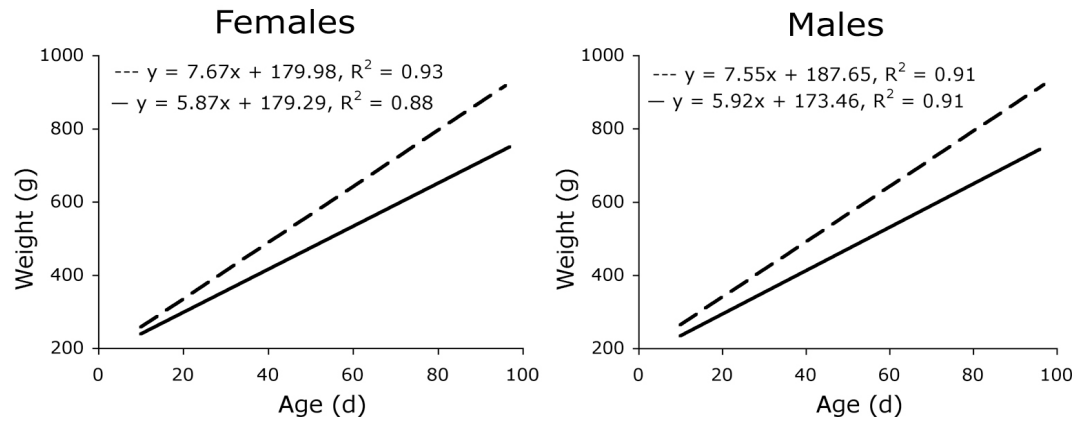 Females
1000
800
600
400
200
Weight (g)
--- y = 7.67x + 179.98, R² = 0.93
— y = 5.87x + 179.29, R² = 0.88
0 20 40 60 80 100
Age (d)
Males
1000
800
600
400
200
Weight (g)
--- y = 7.55x + 187.65, R² = 0.91
— y = 5.92x + 173.46, R² = 0.91
0 20 40 60 80 100
Age (d)